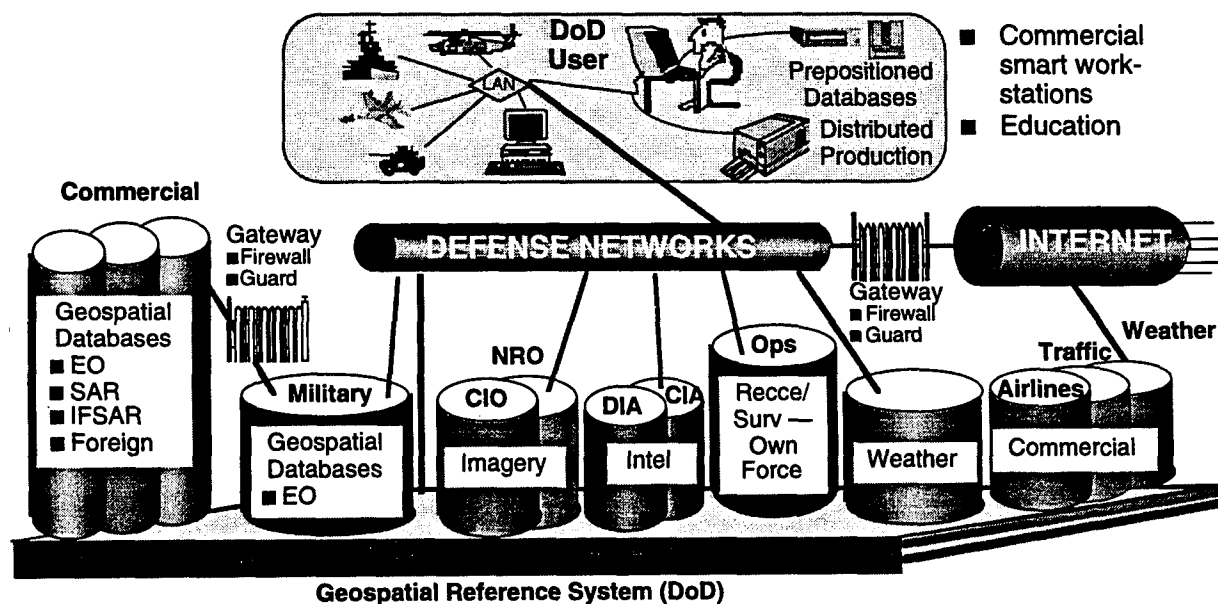 DoD
User
LAN
Prepositioned
Databases
Distributed
Production
■ Commercial
smart work-
stations
■ Education
Commercial
Gateway
■Firewall
■Guard
Geospatial
Databases
■ EO
■ SAR
■ IFSAR
■ Foreign
DEFENSE NETWORKS
Gateway
■ Firewall
■ Guard
INTERNET
Military
Geospatial
Databases
■ EO
NRO
CIO
Imagery
DIA
CIA
Intel
Ops
Recce/
Surv —
Own
Force
Weather
Weather
Traffic
Airlines
Commercial
Geospatial Reference System (DoD)